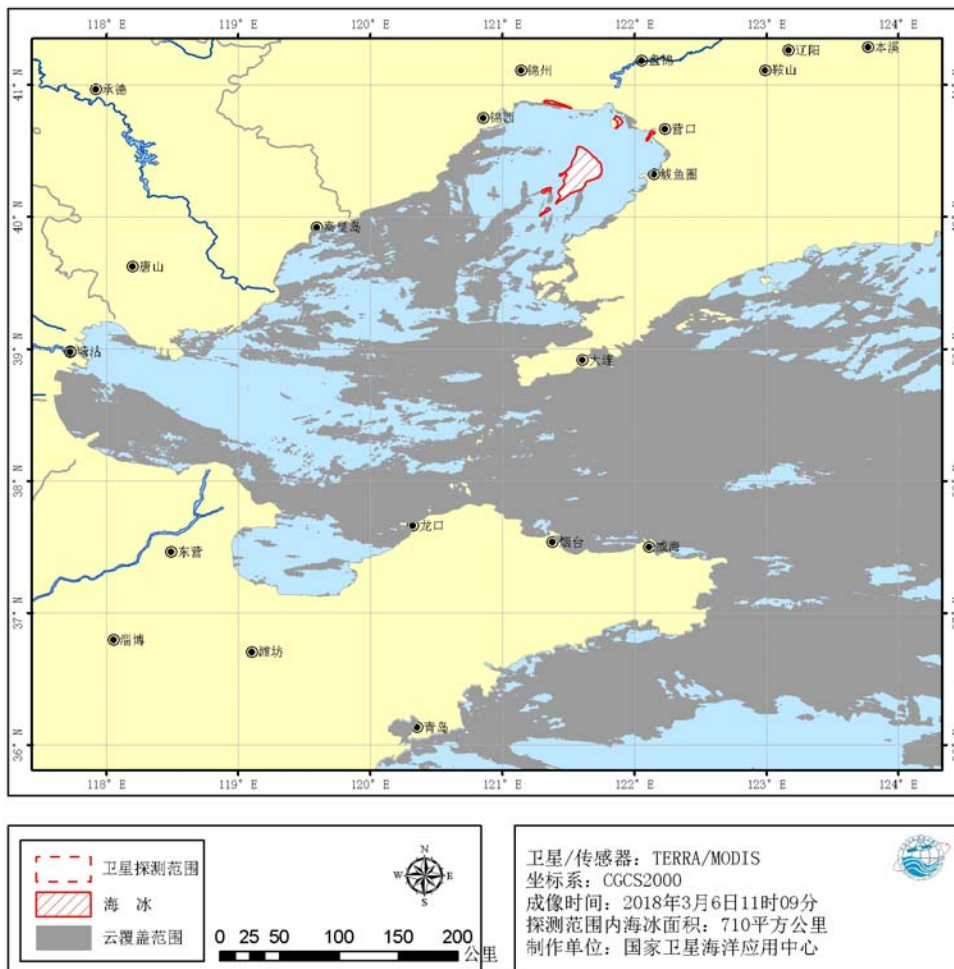 118° E 119° E 120° E 121° E 122° E 123° E 124° E
41° N
40° N
39° N
38° N
37° N
36° N
辽阳
本溪
盘锦
锦州
鞍山
承德
锦西
营口
鲅鱼圈
秦皇岛
唐山
塘沽
大连
龙口
烟台
威海
东营
淄博
潍坊
青岛
118° E 119° E 120° E 121° E 122° E 123° E 124° E
卫星探测范围
海 冰
云覆盖范围
N
W E
S
0 25 50 100 150 200
公里
卫星/传感器：TERRA/MODIS
坐标系：CGCS2000
成像时间：2018年3月6日11时09分
探测范围内海冰面积：710平方公里
制作单位：国家卫星海洋应用中心